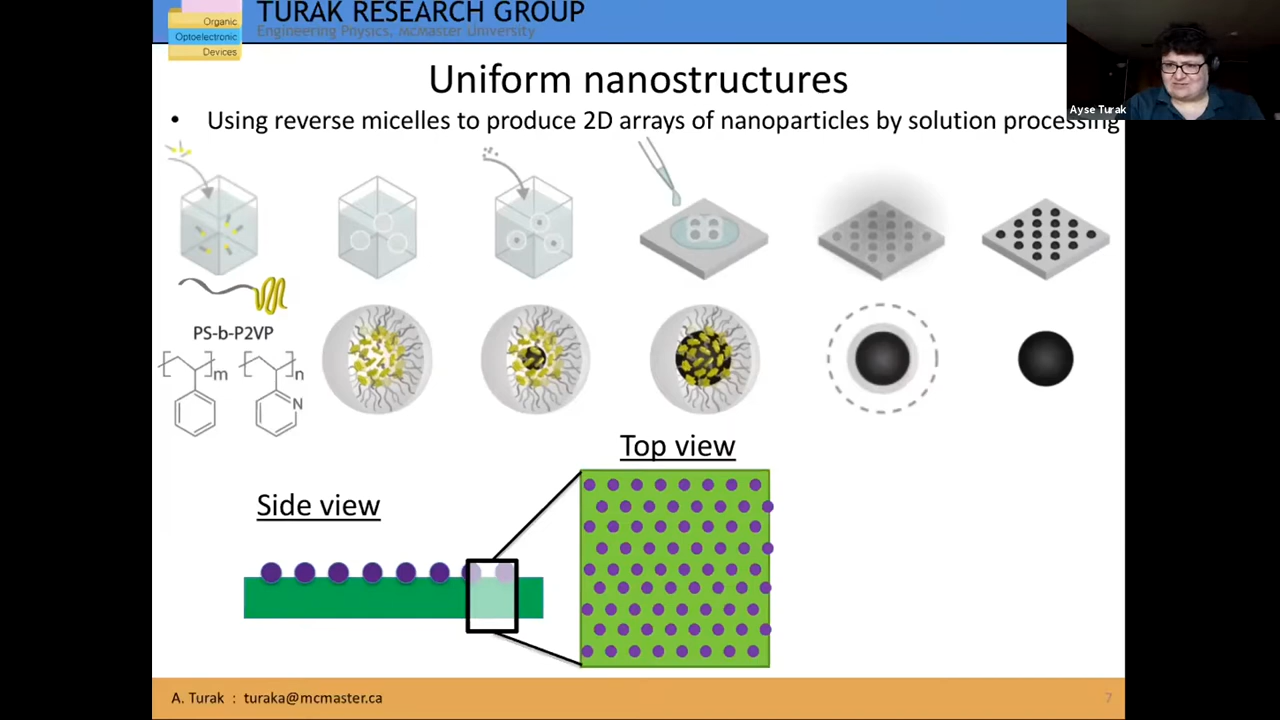 Organic
Optoelectronic
Devices
TURAK RESEARCH GROUP
Engineering Physics, McMaster University
Ayse Turak
Uniform nanostructures
• Using reverse micelles to produce 2D arrays of nanoparticles by solution processing
PS-b-P2VP
m
n
N
Top view
Side view
A. Turak : turaka@mcmaster.ca
7